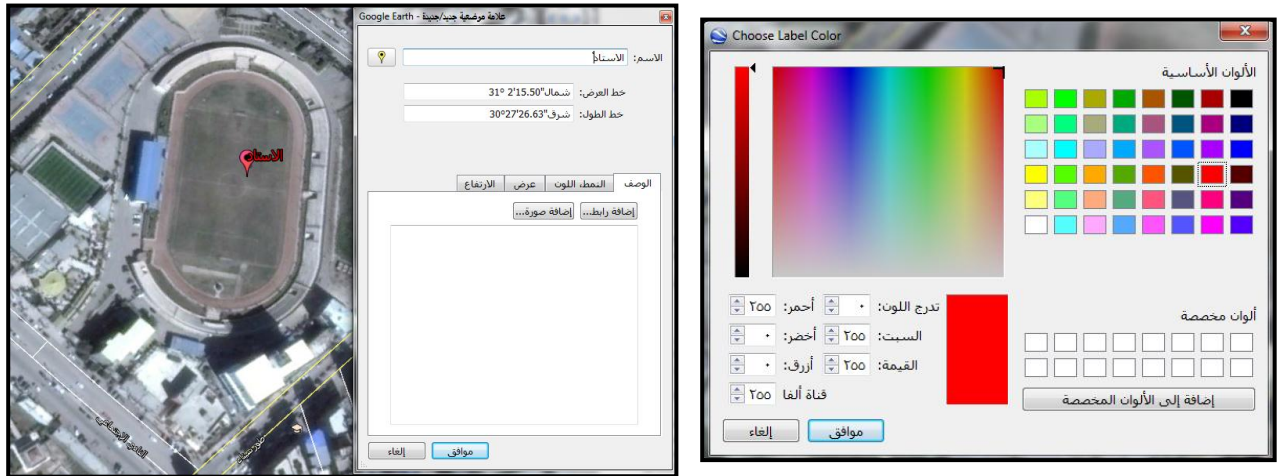 Google Earth - علامة موضعية جديد/جديدة
الاسم: الاستاد
خط العرض: 31° 2'15.50"شمال
خط الطول: 30°27'26.63"شرق
الوصف
النمط، اللون
عرض
الارتفاع
إضافة رابط...
إضافة صورة...
موافق
إلغاء
الاستاد
النادي الإجتماعي
Choose Label Color
الألوان الأساسية
تدرج اللون: ٠ أحمر: ٢٥٥
السبت: ٢٥٥ أخضر: ٠
القيمة: ٢٥٥ أزرق: ٠
قناة ألفا ٢٥٥
ألوان مخصصة
إضافة إلى الألوان المخصصة
موافق
إلغاء